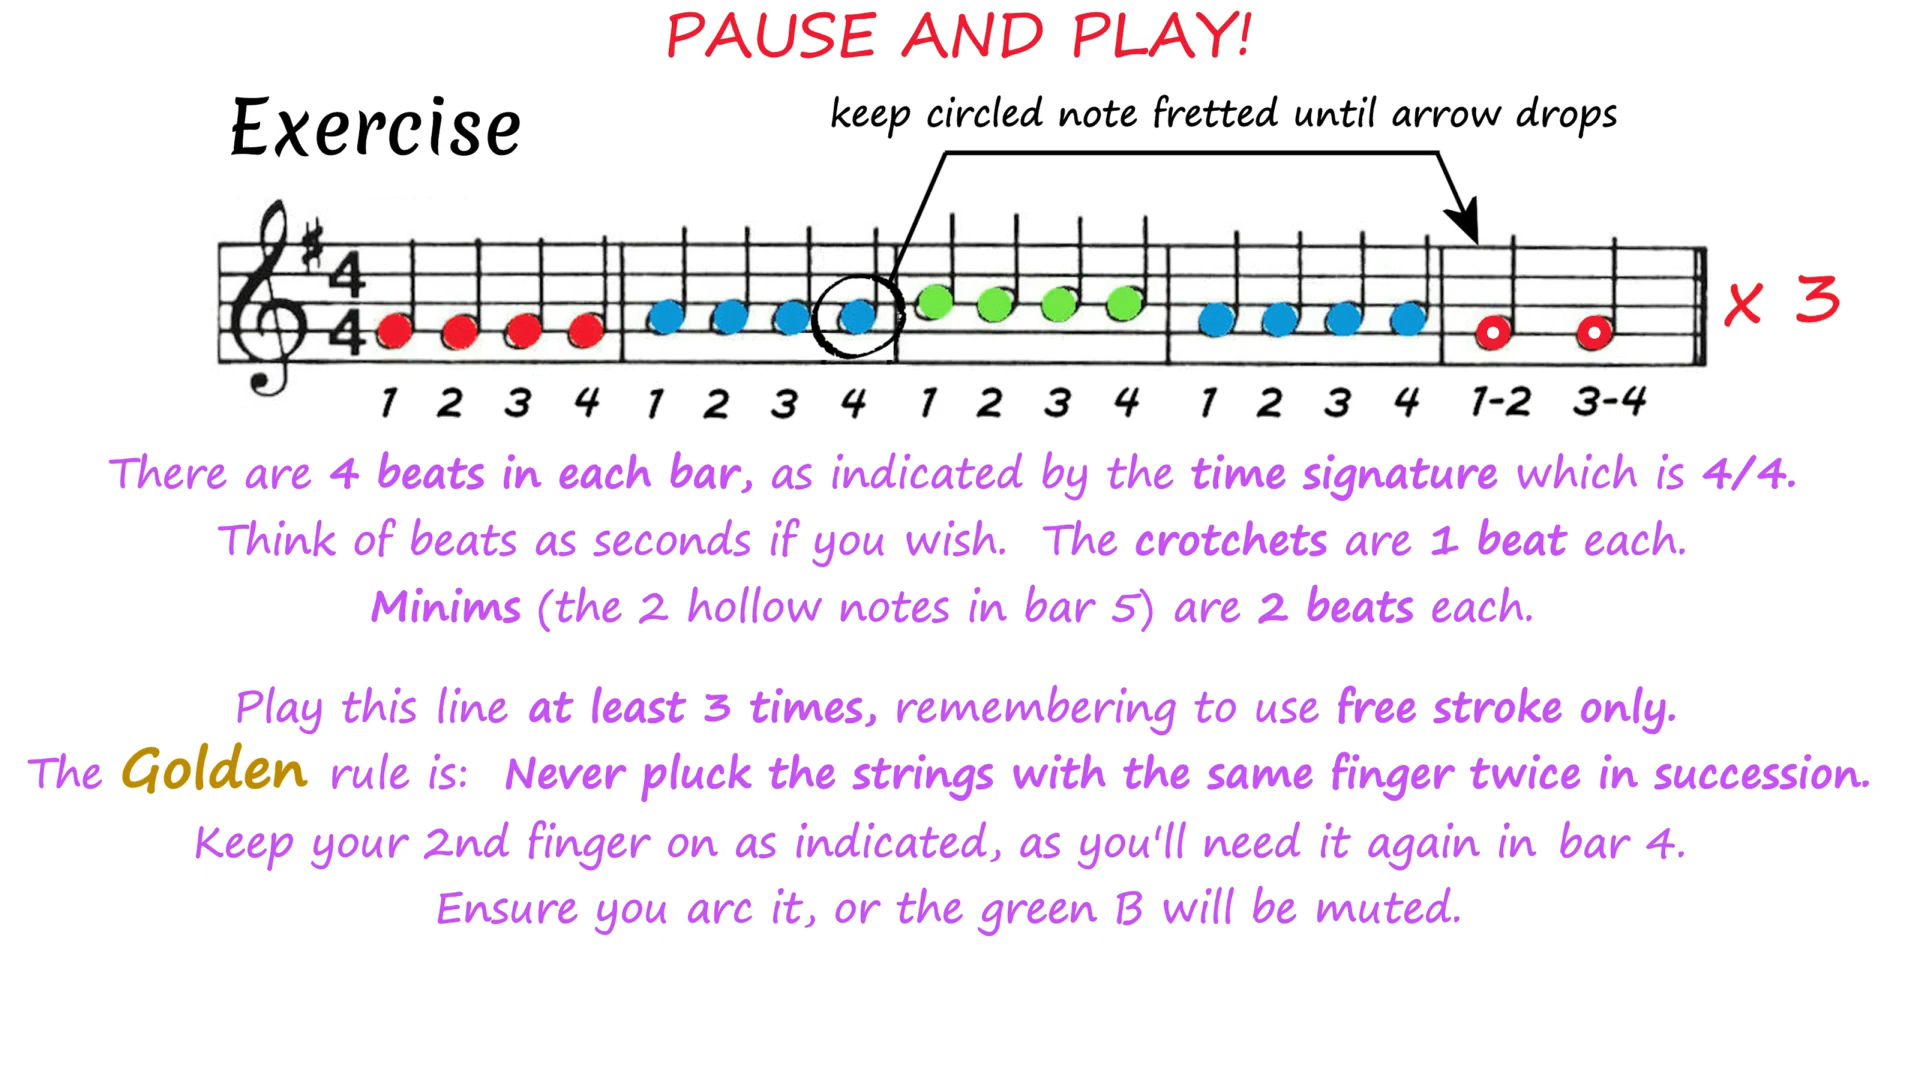 PAUSE AND PLAY!
Exercise
keep circled note fretted until arrow drops
4
4
x 3
1 2 3 4 1 2 3 4 1 2 3 4 1 2 3 4 1-2 3-4
There are 4 beats in each bar, as indicated by the time signature which is 4/4.
Think of beats as seconds if you wish. The crotchets are 1 beat each.
Minims (the 2 hollow notes in bar 5) are 2 beats each.
Play this line at least 3 times, remembering to use free stroke only.
The Golden rule is: Never pluck the strings with the same finger twice in succession.
Keep your 2nd finger on as indicated, as you'll need it again in bar 4.
Ensure you arc it, or the green B will be muted.